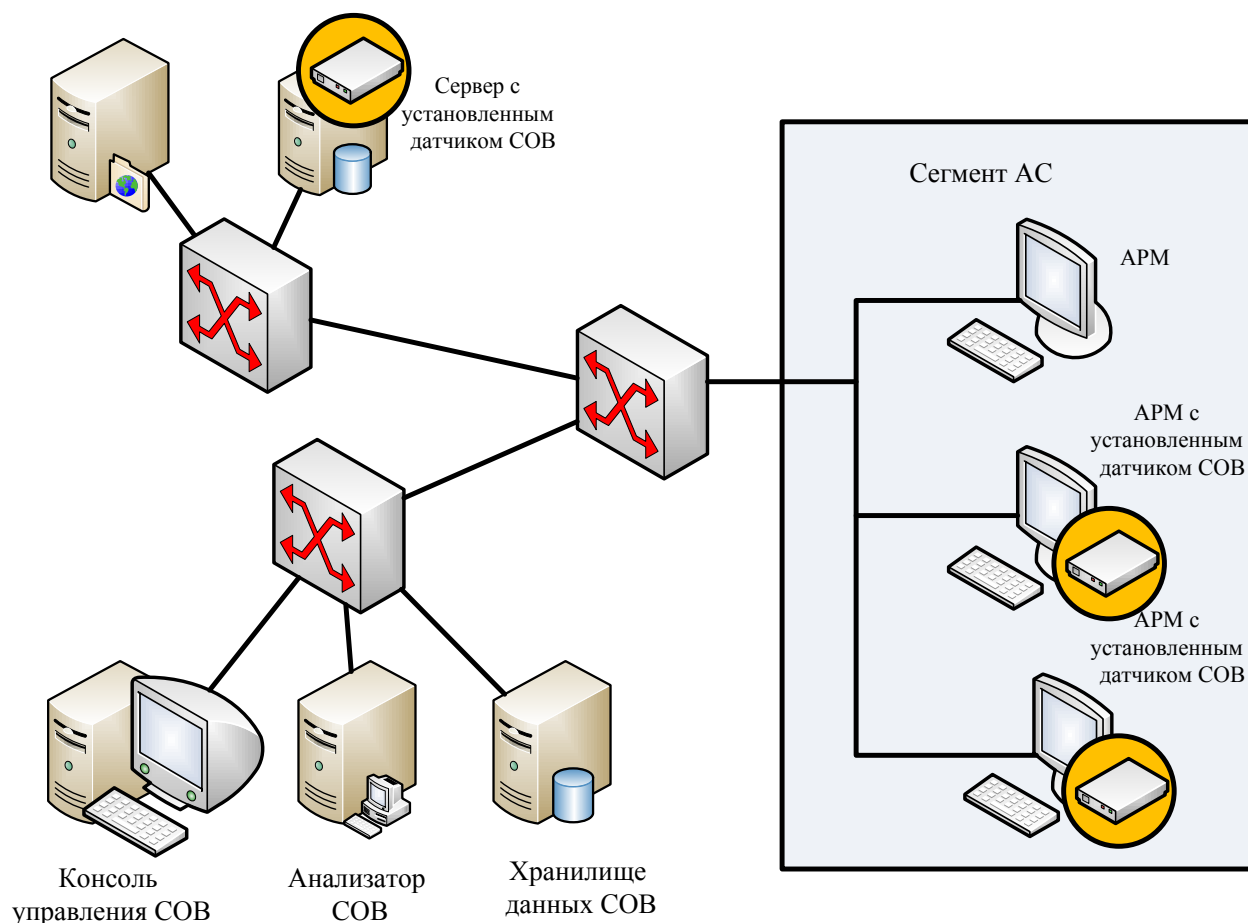 Сервер с
установленным
датчиком СОВ
Сегмент АС
АРМ
АРМ с
установленным
датчиком СОВ
АРМ с
установленным
датчиком СОВ
Консоль
управления СОВ
Анализатор
СОВ
Хранилище
данных СОВ